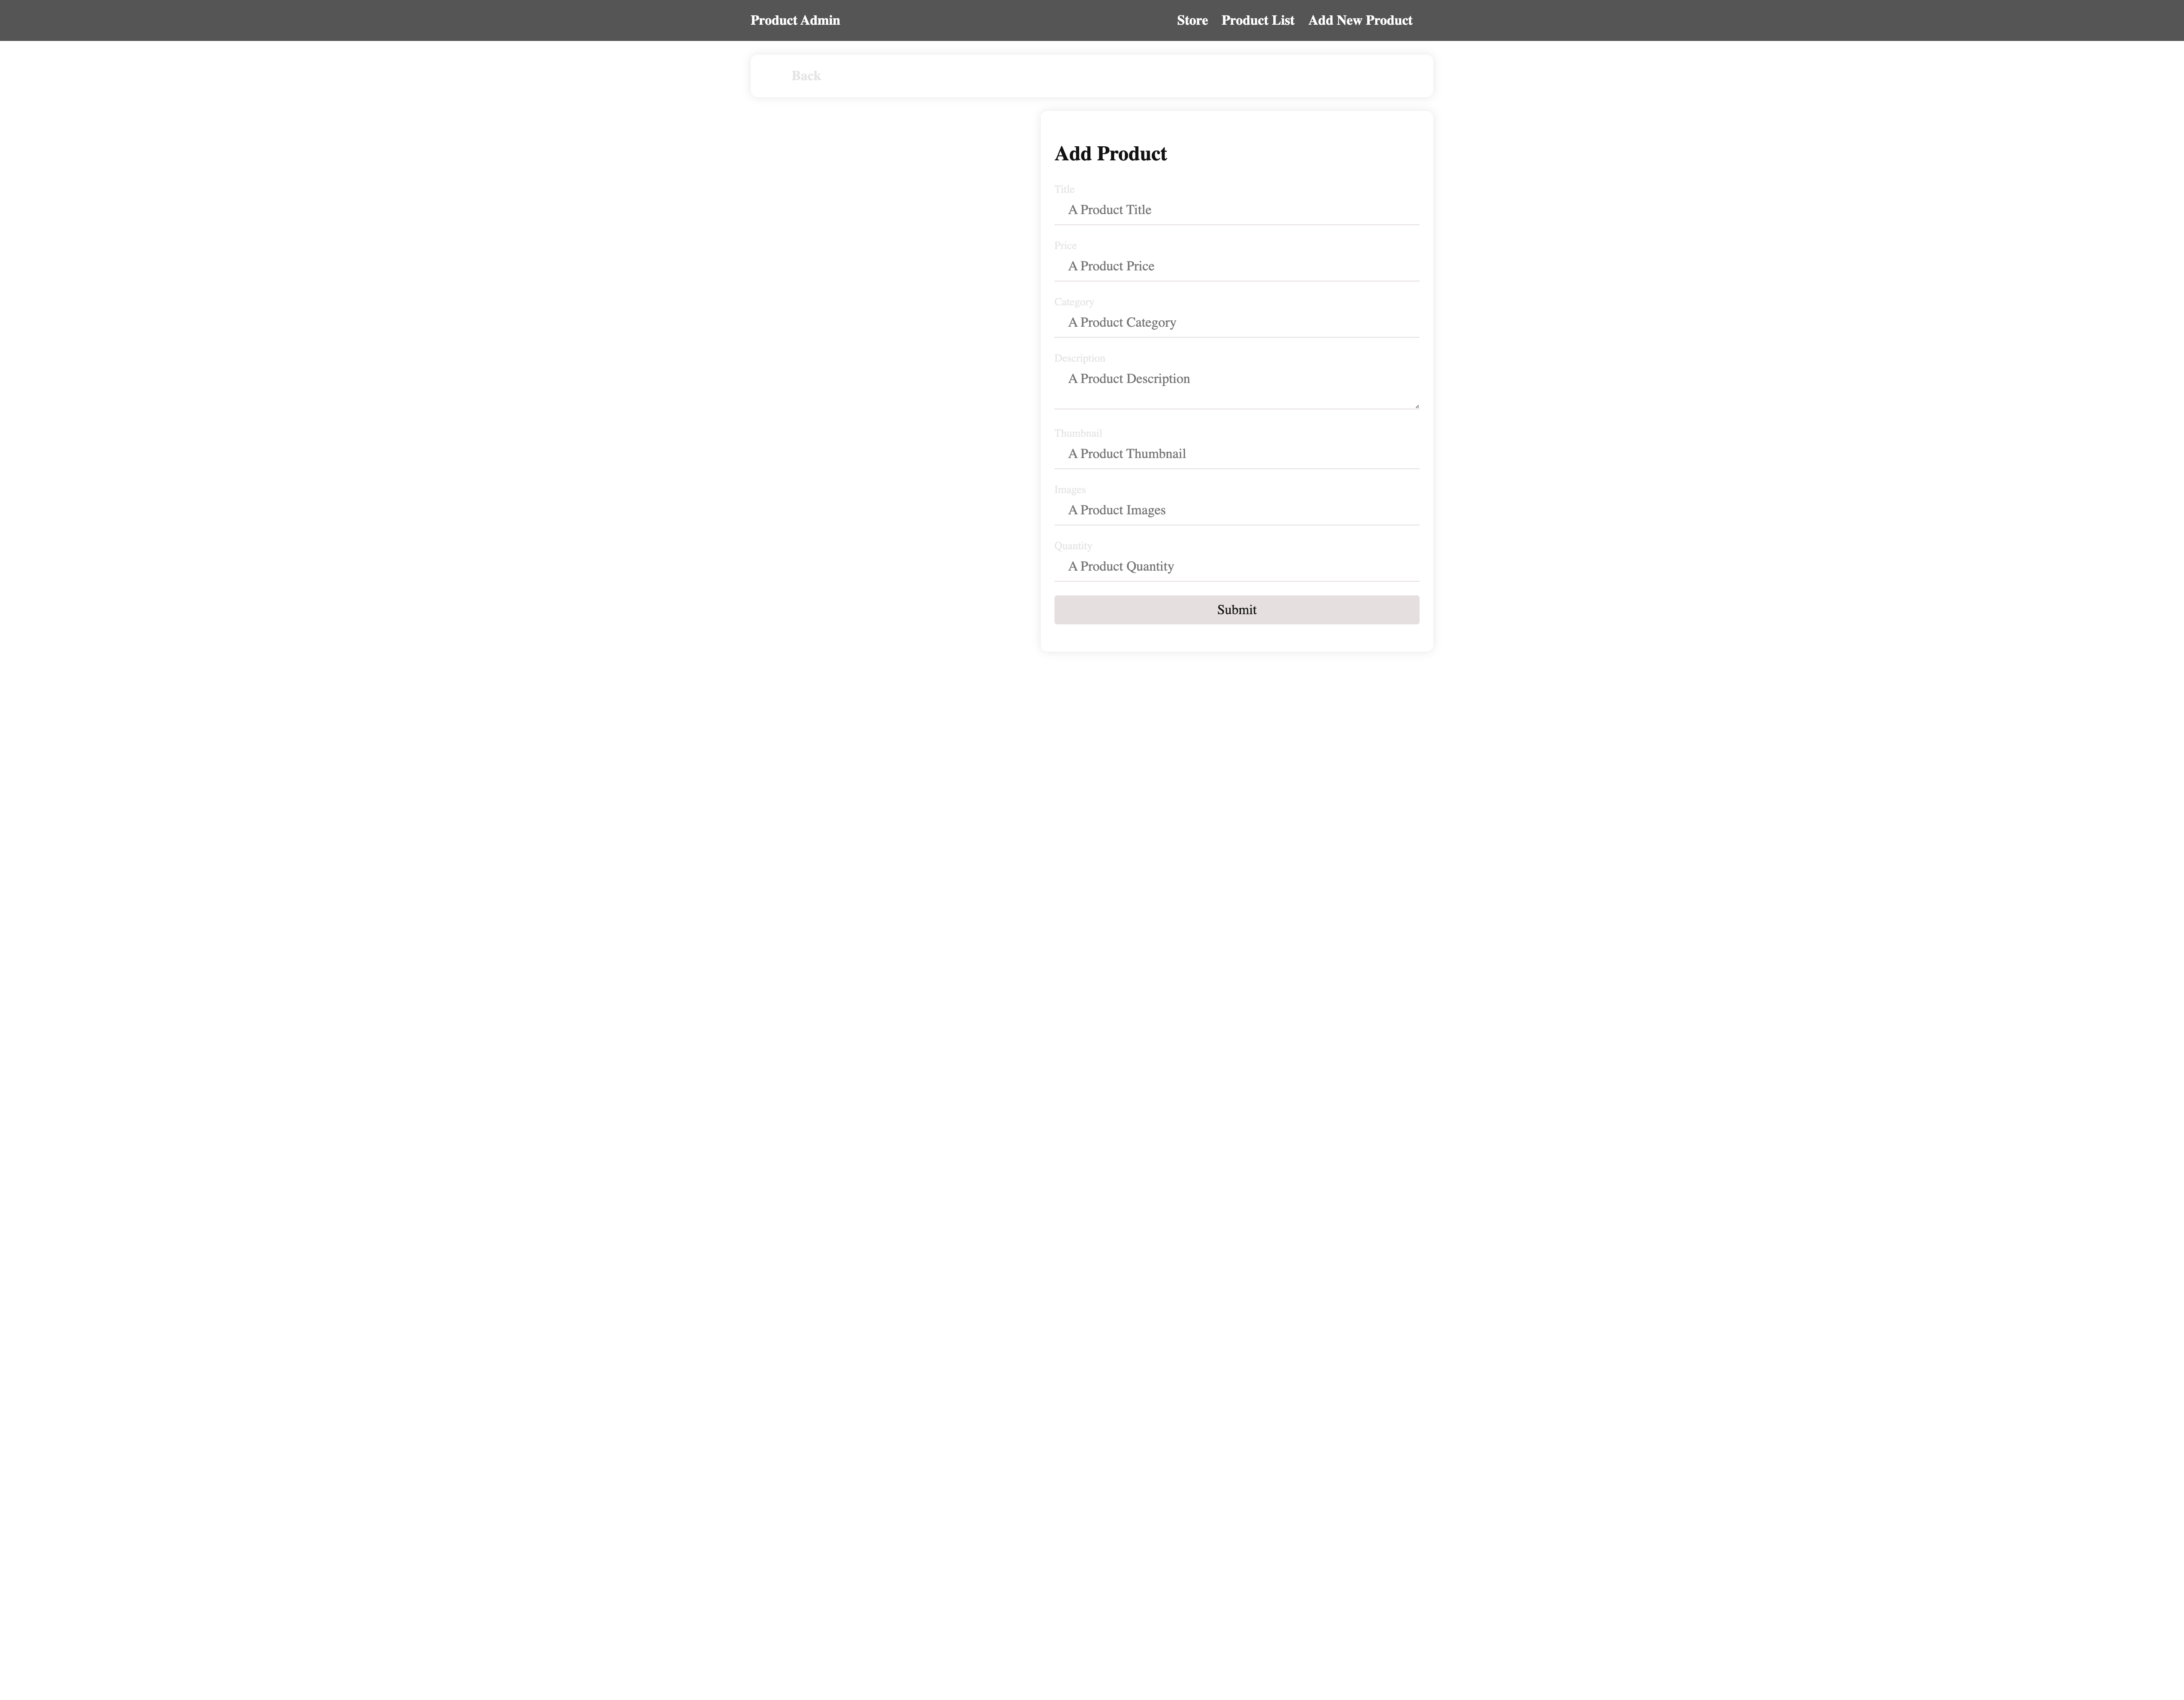 Product Admin Store Product List Add New Product
Back
Add Product
Title
A Product Title
Price
A Product Price
Category
A Product Category
Description
A Product Description
Thumbnail
A Product Thumbnail
Images
A Product Images
Quantity
A Product Quantity
Submit